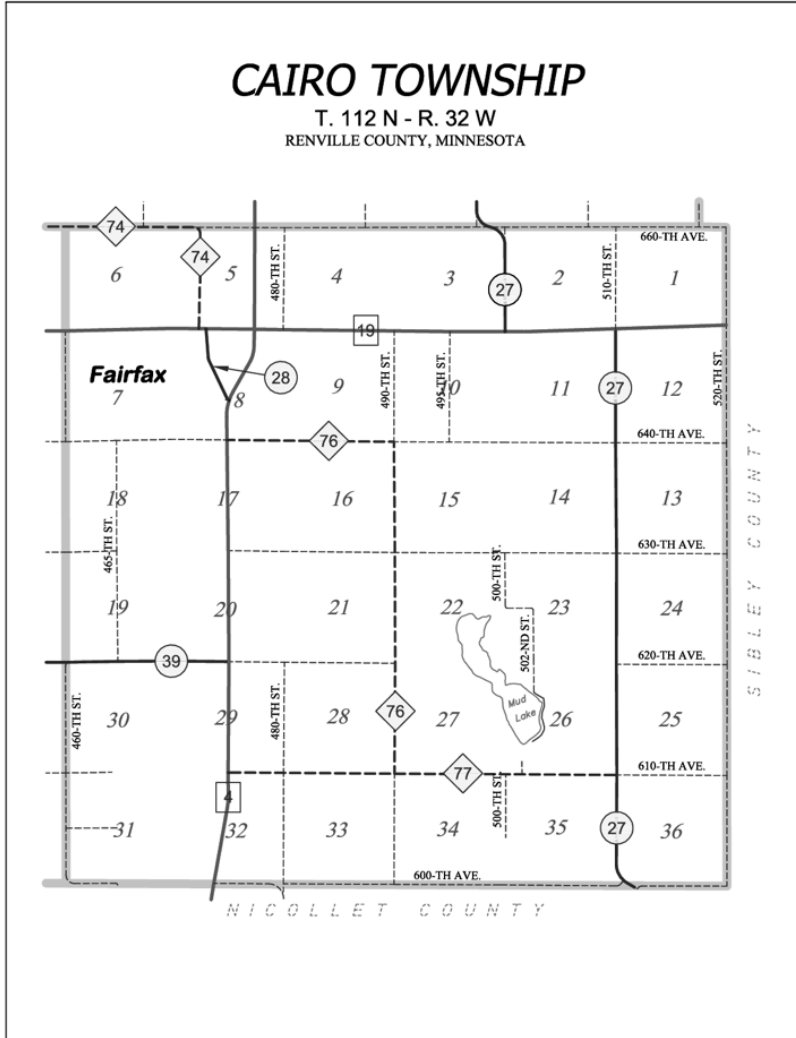 CAIRO TOWNSHIP
T. 112 N - R. 32 W
RENVILLE COUNTY, MINNESOTA
74
660-TH AVE.
74
6
5
480-TH ST.
4
3
27
2
510-TH ST.
1
19
Fairfax
7
28
8
9
490-TH ST.
495-TH ST.
10
11
27
12
520-TH ST.
76
640-TH AVE.
18
465-TH ST.
17
16
15
14
13
630-TH AVE.
500-TH ST.
19
20
21
22
23
24
502-ND ST.
SIBLEY COUNTY
39
620-TH AVE.
460-TH ST.
30
29
480-TH ST.
28
76
27
Mud
Lake
26
25
77
610-TH AVE.
4
500-TH ST.
31
32
33
34
35
27
36
600-TH AVE.
NICOLLET COUNTY